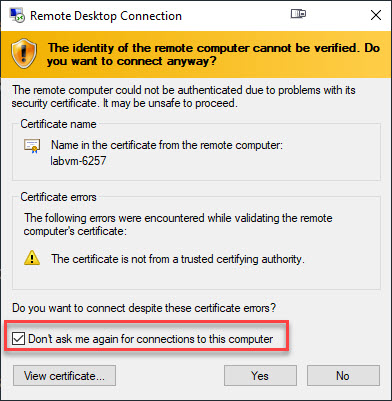 Remote Desktop Connection
The identity of the remote computer cannot be verified. Do
you want to connect anyway?
The remote computer could not be authenticated due to problems with its
security certificate. It may be unsafe to proceed.
Certificate name
Name in the certificate from the remote computer:
labvm-6257
Certificate errors
The following errors were encountered while validating the remote
computer's certificate:
The certificate is not from a trusted certifying authority.
Do you want to connect despite these certificate errors?
Don't ask me again for connections to this computer
View certificate...
Yes
No